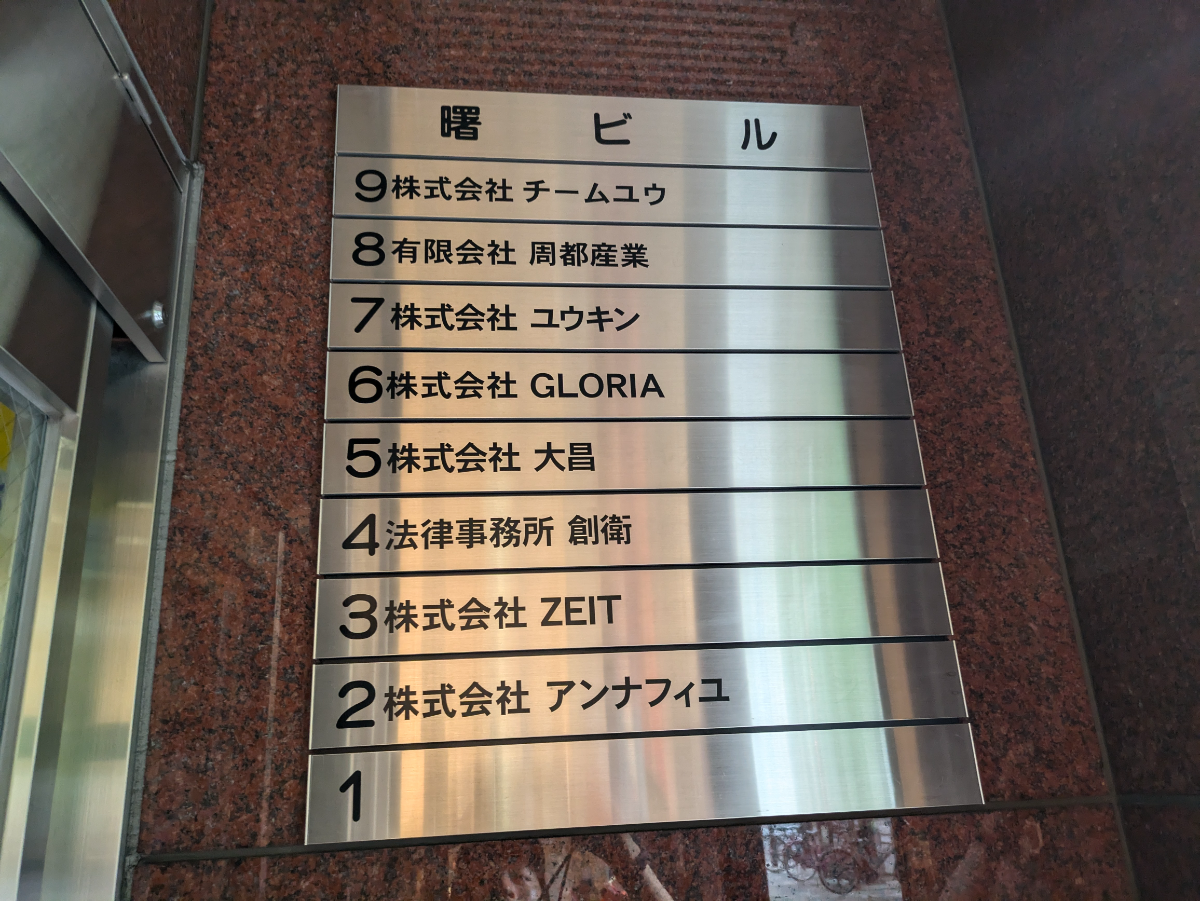 曙 ビ ル
9 株式会社 チームユウ
8 有限会社 周都産業
7 株式会社 ユウキン
6 株式会社 GLORIA
5 株式会社 大昌
4 法律事務所 創衛
3 株式会社 ZEIT
2 株式会社 アンナフィユ
1